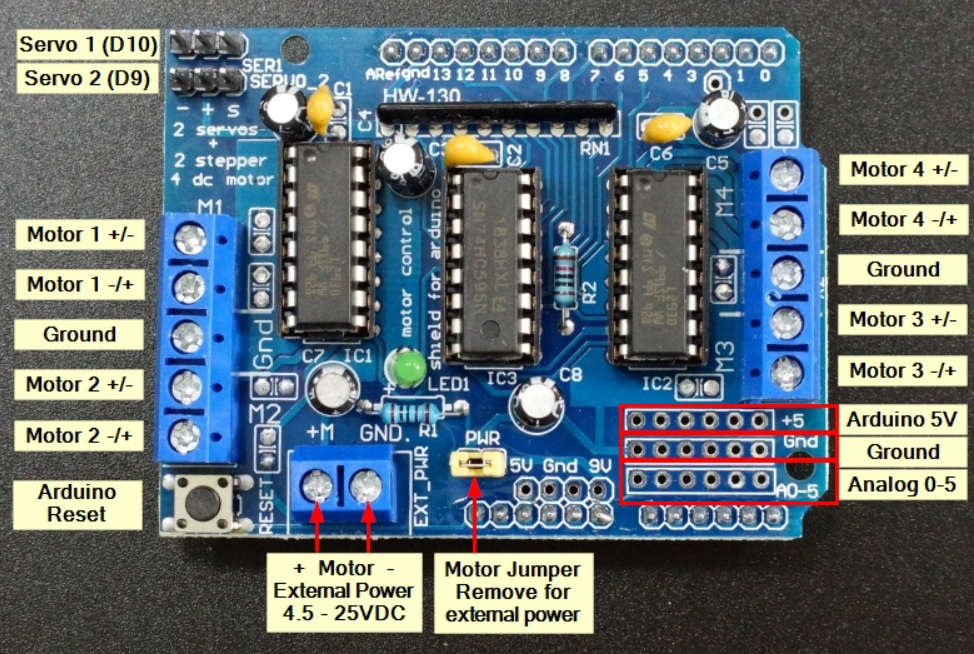 Servo 1 (D10)
Servo 2 (D9)
SER1
SERVO_2
- + S
2 servos
+
2 stepper
4 dc motor
M1
C1
C4
HW-130
ARef gnd 13 12 11 10 9 8
7 6 5 4 3 1 0
C3
C2
RN1
C6
C5
M4
SN74HC595N
motor control
shield for arduino
R2
Motor 1 +/-
Motor 1 -/+
Ground
Motor 2 +/-
Motor 2 -/+
Arduino
Reset
Gnd
M2
C7
IC1
LED1
+
R1
+M
GND.
EXT_PWR
RESET
IC3
C8
IC2
M3
PWR
5V Gnd 9V
+5
Gnd
A0-5
Motor 4 +/-
Motor 4 -/+
Ground
Motor 3 +/-
Motor 3 -/+
Arduino 5V
Ground
Analog 0-5
+ Motor -
External Power
4.5 - 25VDC
Motor Jumper
Remove for
external power